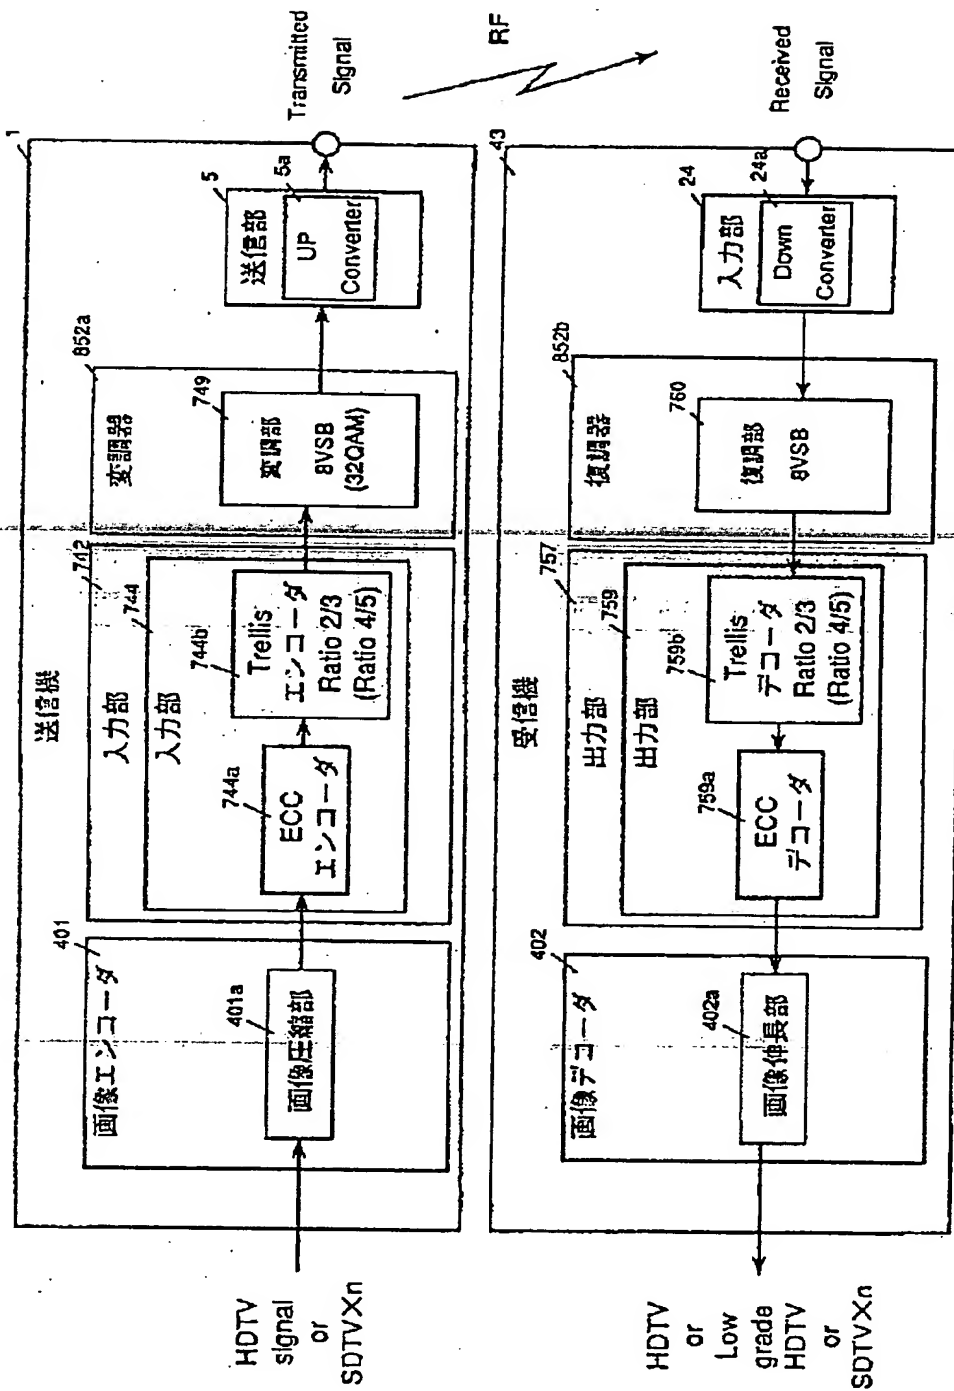 送信機
1
HDTV
signal
or
SDTVXn
画像エンコーダ
401
画像圧縮部
401a
入力部
742
入力部
744
ECC
エンコーダ
744a
Trellis
エンコーダ
Ratio 2/3
(Ratio 4/5)
744b
変調器
852a
変調部
8VSB
(32QAM)
749
送信部
5
UP
Converter
5a
Transmitted
Signal
RF
受信機
43
Received
Signal
入力部
24
Down
Converter
24a
復調器
852b
復調部
8VSB
760
出力部
757
出力部
759
Trellis
デコーダ
Ratio 2/3
(Ratio 4/5)
759b
ECC
デコーダ
759a
画像デコーダ
402
画像伸長部
402a
HDTV
or
Low
grade
HDTV
or
SDTVXn